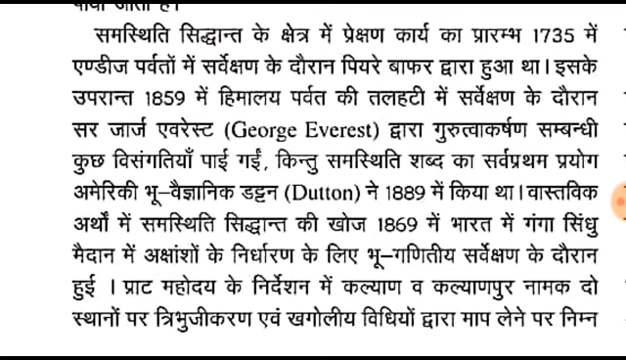 समस्थिति सिद्धान्त के क्षेत्र में प्रेक्षण कार्य का प्रारम्भ 1735 में
एण्डीज पर्वतों में सर्वेक्षण के दौरान पियरे बाफर द्वारा हुआ था। इसके
उपरान्त 1859 में हिमालय पर्वत की तलहटी में सर्वेक्षण के दौरान
सर जार्ज एवरेस्ट (George Everest) द्वारा गुरुत्वाकर्षण सम्बन्धी
कुछ विसंगतियाँ पाई गईं, किन्तु समस्थिति शब्द का सर्वप्रथम प्रयोग
अमेरिकी भू–वैज्ञानिक डट्टन (Dutton) ने 1889 में किया था। वास्तविक
अर्थों में समस्थिति सिद्धान्त की खोज 1869 में भारत में गंगा सिंधु
मैदान में अक्षांशों के निर्धारण के लिए भू–गणितीय सर्वेक्षण के दौरान
हुई । प्राट महोदय के निर्देशन में कल्याण व कल्याणपुर नामक दो
स्थानों पर त्रिभुजीकरण एवं खगोलीय विधियों द्वारा माप लेने पर निम्न